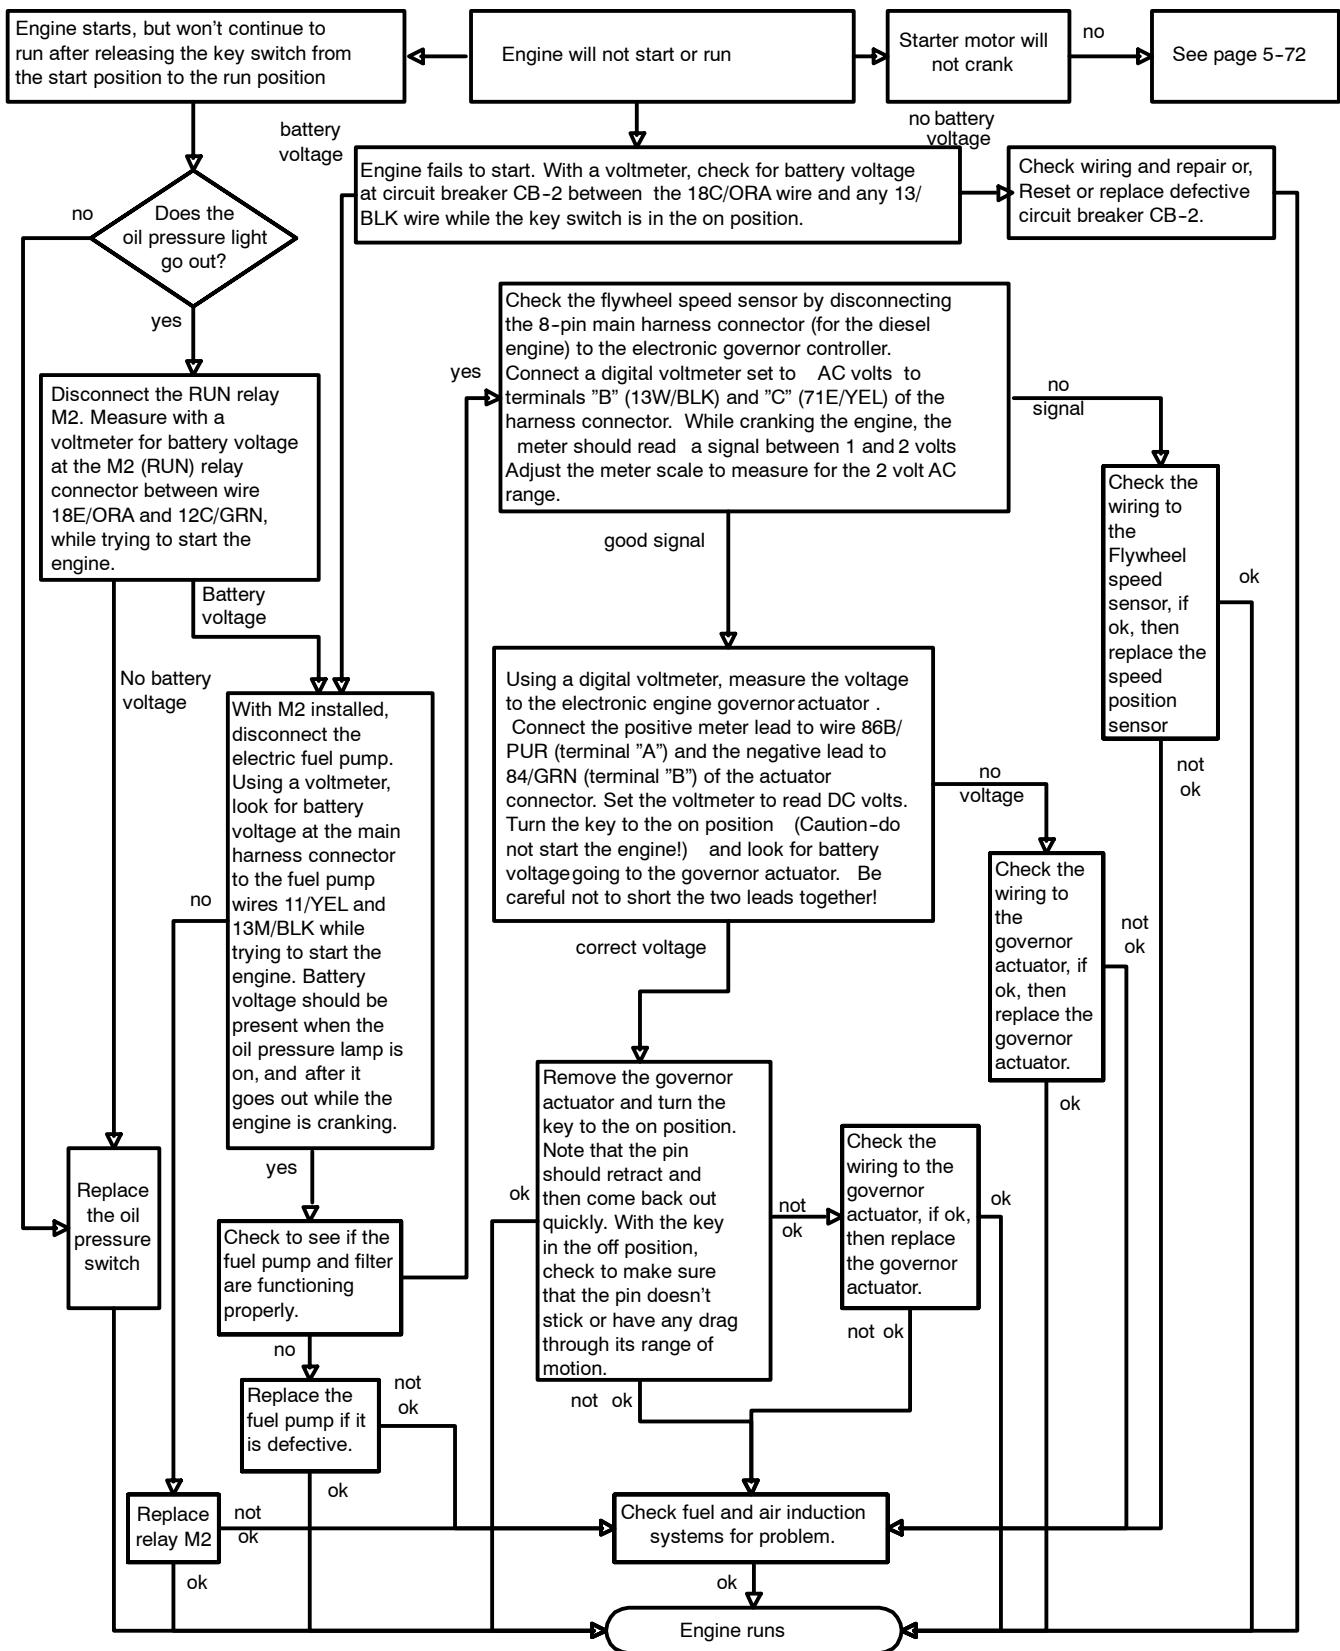 Engine starts, but won't continue to
run after releasing the key switch from
the start position to the run position
Engine will not start or run
Starter motor will
not crank
no
See page 5-72
battery
voltage
no battery
voltage
Engine fails to start. With a voltmeter, check for battery voltage
at circuit breaker CB-2 between the 18C/ORA wire and any 13/
BLK wire while the key switch is in the on position.
Check wiring and repair or,
Reset or replace defective
circuit breaker CB-2.
no
Does the
oil pressure light
go out?
yes
Disconnect the RUN relay
M2. Measure with a
voltmeter for battery voltage
at the M2 (RUN) relay
connector between wire
18E/ORA and 12C/GRN,
while trying to start the
engine.
yes
Check the flywheel speed sensor by disconnecting
the 8-pin main harness connector (for the diesel
engine) to the electronic governor controller.
Connect a digital voltmeter set to AC volts to
terminals "B" (13W/BLK) and "C" (71E/YEL) of the
harness connector. While cranking the engine, the
meter should read a signal between 1 and 2 volts
Adjust the meter scale to measure for the 2 volt AC
range.
no
signal
Check the
wiring to
the
Flywheel
speed
sensor, if
ok, then
replace the
speed
position
sensor
ok
good signal
Battery
voltage
No battery
voltage
not
ok
With M2 installed,
disconnect the
electric fuel pump.
Using a voltmeter,
look for battery
voltage at the main
harness connector
to the fuel pump
wires 11/YEL and
13M/BLK while
trying to start the
engine. Battery
voltage should be
present when the
oil pressure lamp is
on, and after it
goes out while the
engine is cranking.
no
Using a digital voltmeter, measure the voltage
to the electronic engine governor actuator .
Connect the positive meter lead to wire 86B/
PUR (terminal "A") and the negative lead to
84/GRN (terminal "B") of the actuator
connector. Set the voltmeter to read DC volts.
Turn the key to the on position (Caution-do
not start the engine!) and look for battery
voltage going to the governor actuator. Be
careful not to short the two leads together!
no
voltage
Check the
wiring to
the
governor
actuator, if
ok, then
replace the
governor
actuator.
not
ok
ok
correct voltage
Remove the governor
actuator and turn the
key to the on position.
Note that the pin
should retract and
then come back out
quickly. With the key
in the off position,
check to make sure
that the pin doesn't
stick or have any drag
through its range of
motion.
ok
not
ok
Check the
wiring to the
governor
actuator, if ok,
then replace
the governor
actuator.
ok
not ok
yes
Replace
the oil
pressure
switch
Check to see if the
fuel pump and filter
are functioning
properly.
no
Replace the
fuel pump if it
is defective.
not
ok
ok
not ok
Replace
relay M2
not
ok
ok
Check fuel and air induction
systems for problem.
ok
Engine runs